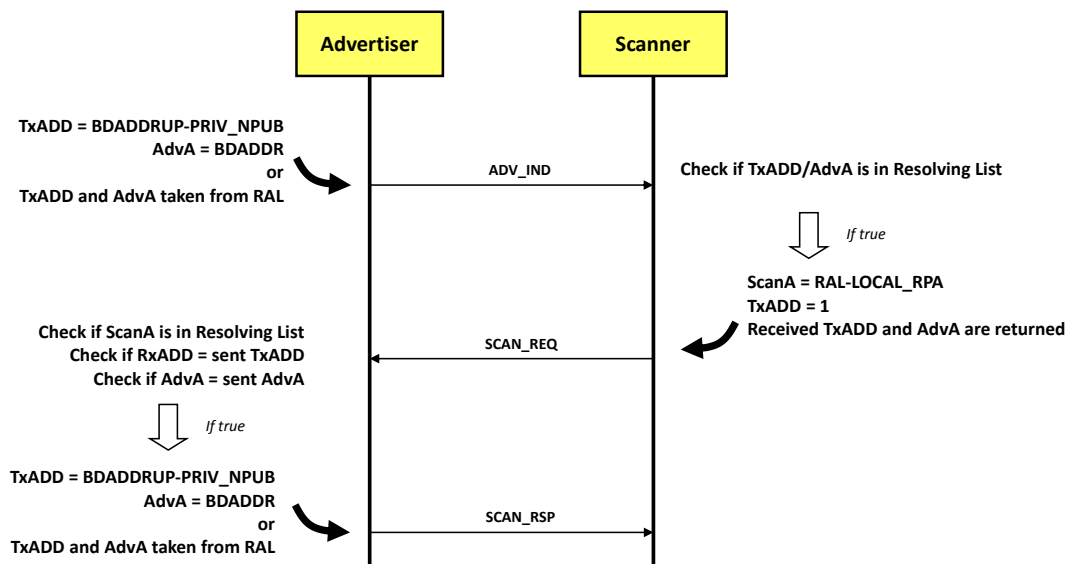 Advertiser
Scanner
TxADD = BDADDRUP-PRIV_NPUB
AdvA = BDADDR
or
TxADD and AdvA taken from RAL
ADV_IND
Check if TxADD/AdvA is in Resolving List
If true
ScanA = RAL-LOCAL_RPA
TxADD = 1
Received TxADD and AdvA are returned
Check if ScanA is in Resolving List
Check if RxADD = sent TxADD
Check if AdvA = sent AdvA
SCAN_REQ
If true
TxADD = BDADDRUP-PRIV_NPUB
AdvA = BDADDR
or
TxADD and AdvA taken from RAL
SCAN_RSP